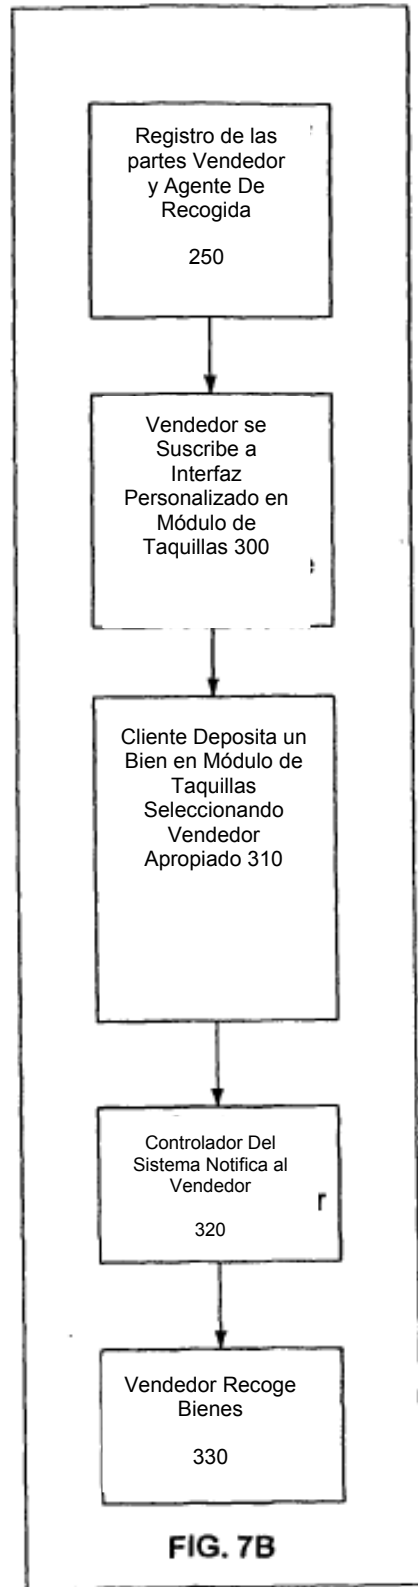 Registro de las
partes Vendedor
y Agente De
Recogida
250
Vendedor se
Suscribe a
Interfaz
Personalizado en
Módulo de
Taquillas 300
Cliente Deposita un
Bien en Módulo de
Taquillas
Seleccionando
Vendedor
Apropiado 310
Controlador Del
Sistema Notifica al
Vendedor
r
320
Vendedor Recoge
Bienes
330
FIG. 7B